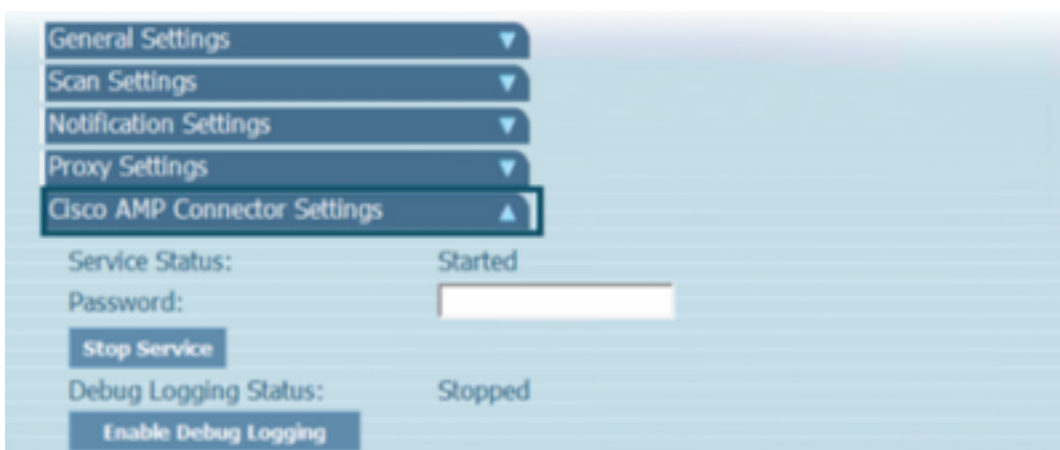 General Settings
Scan Settings
Notification Settings
Proxy Settings
Cisco AMP Connector Settings
Service Status: Started
Password:
Stop Service
Debug Logging Status: Stopped
Enable Debug Logging